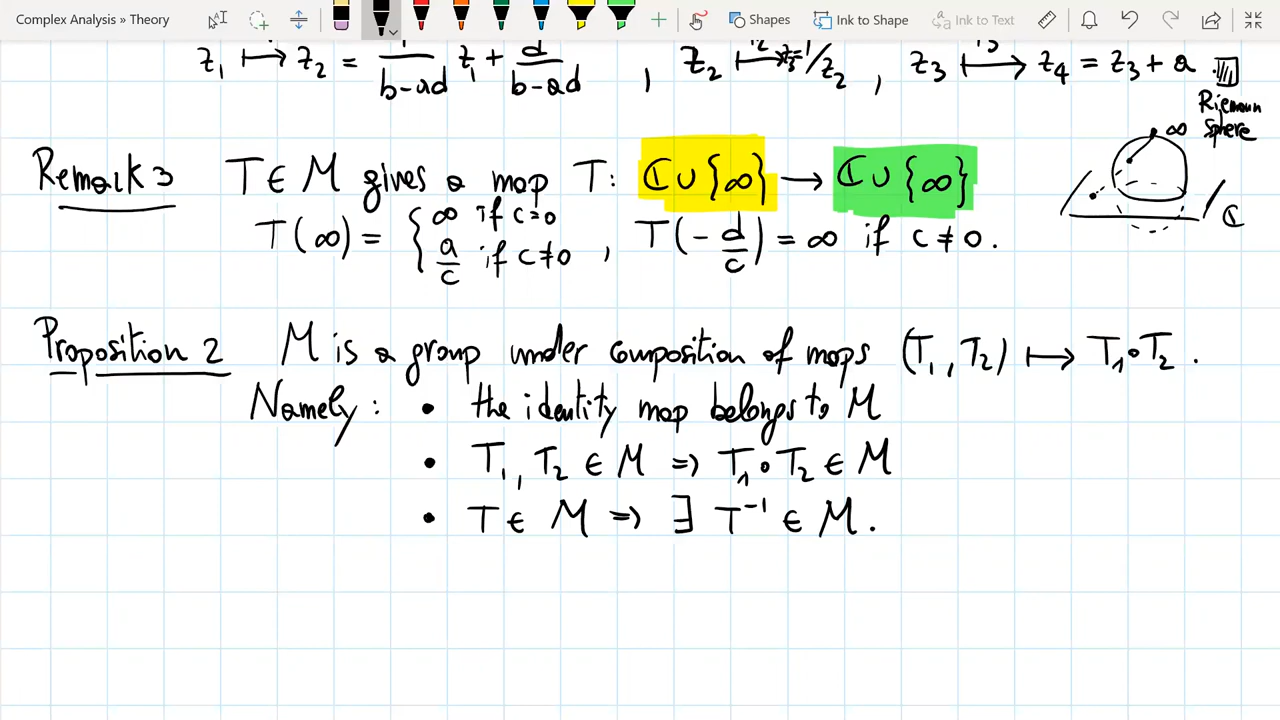 Complex Analysis » Theory
Shapes
Ink to Shape
Ink to Text
z₁ ⟼ z₂ = /(b-ad) z₁ + d/(b-ad) , z₂ ⟼ z₃=1/z₂ , z₃ ⟼ z₄ = z₃ + a
Riemann
sphere
∞
ℂ
Remark 3 T ∈ M gives a map T: ℂ ∪ {∞} → ℂ ∪ {∞}
T(∞) = { ∞ if c=0 , a/c if c≠0 , T(-d/c) = ∞ if c ≠ 0.
Proposition 2 M is a group under composition of maps (T₁, T₂) ⟼ T₁∘T₂ .
Namely : • the identity map belongs to M
• T₁, T₂ ∈ M ⇒ T₁∘T₂ ∈ M
• T ∈ M ⇒ ∃ T⁻¹ ∈ M.